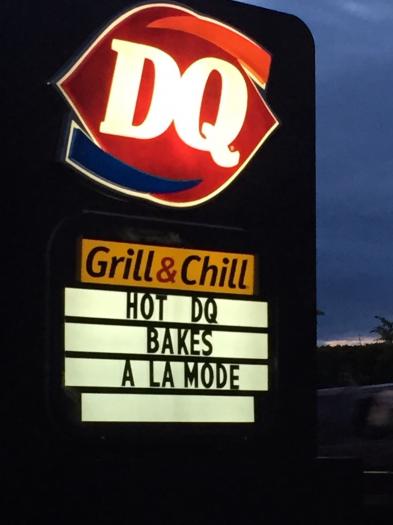 DQ
Grill&Chill
HOT DQ
BAKES
A LA MODE